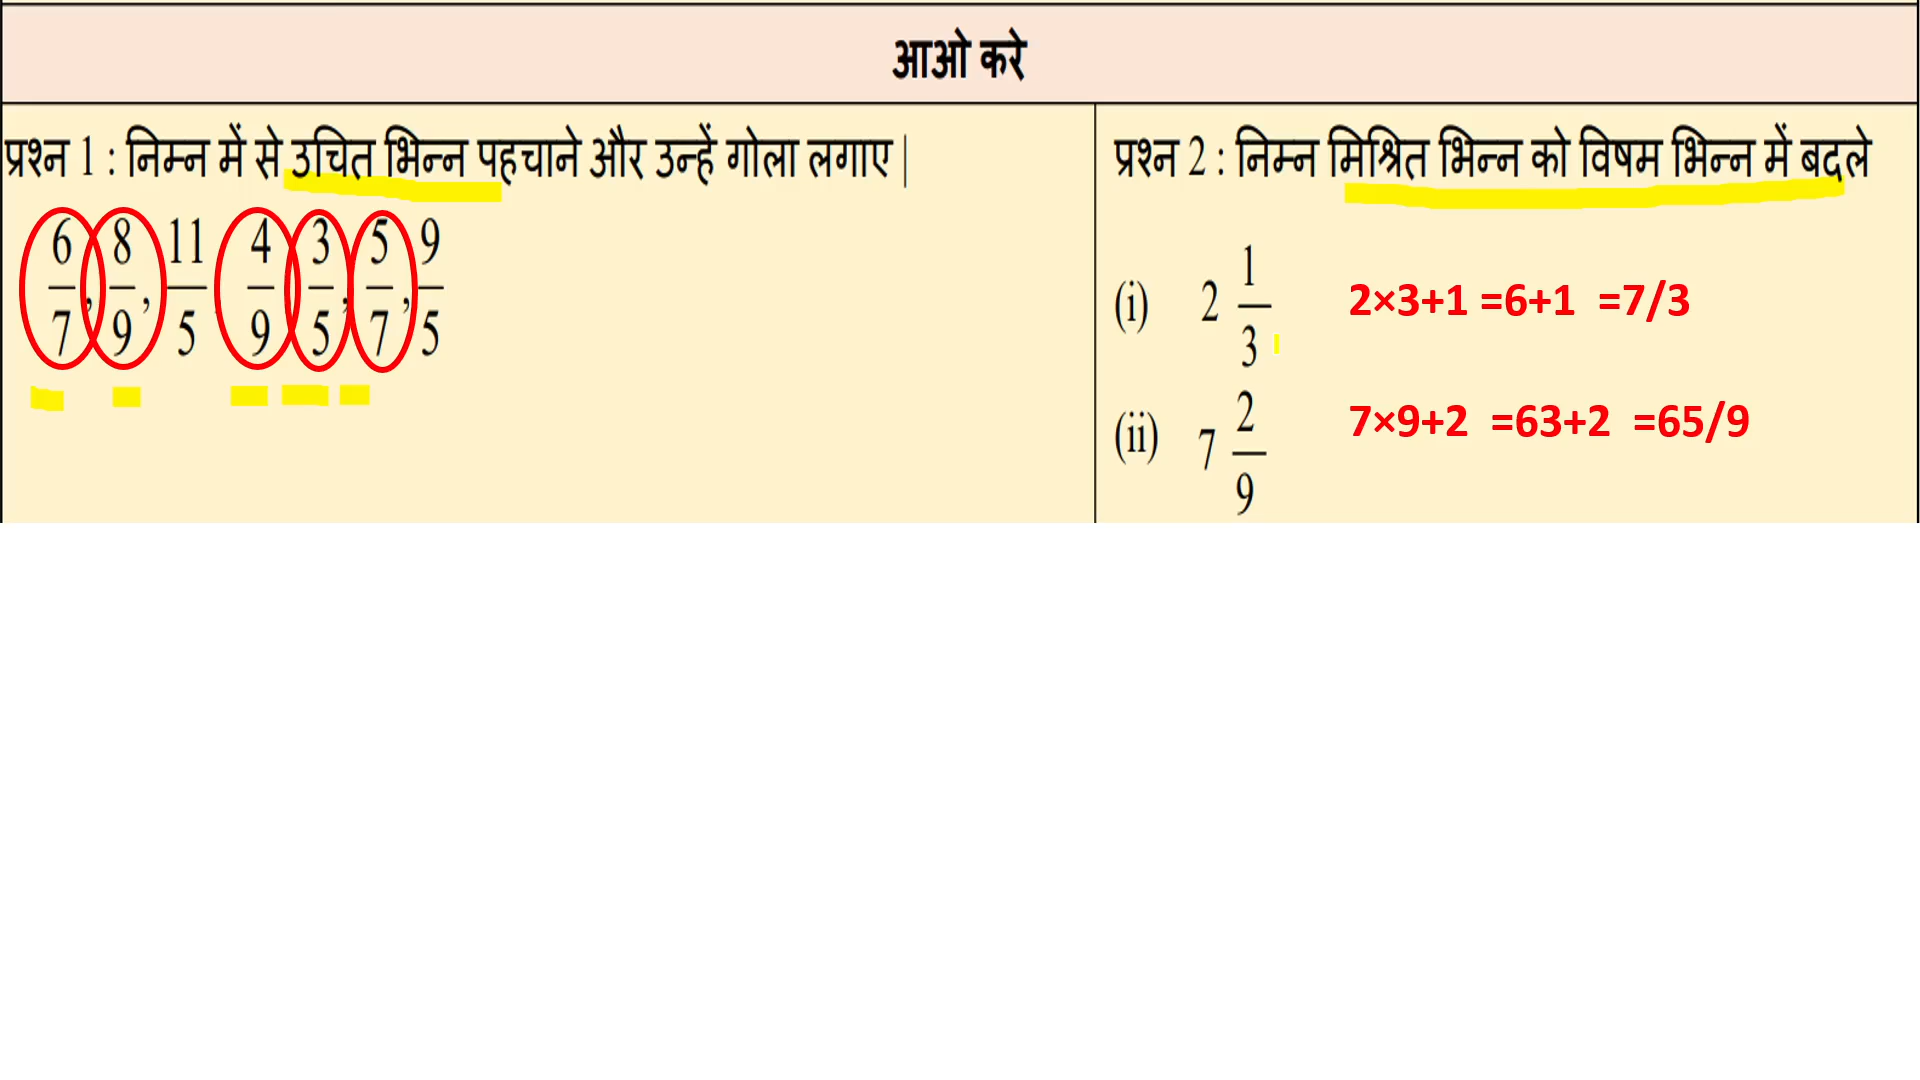 आओ करे
प्रश्न 1 : निम्न में से उचित भिन्न पहचाने और उन्हें गोला लगाए |
6/7, 8/9, 11/5 4/9 3/5, 5/7, 9/5
प्रश्न 2 : निम्न मिश्रित भिन्न को विषम भिन्न में बदले
(i) 2 1/3 2×3+1 =6+1 =7/3
(ii) 7 2/9 7×9+2 =63+2 =65/9